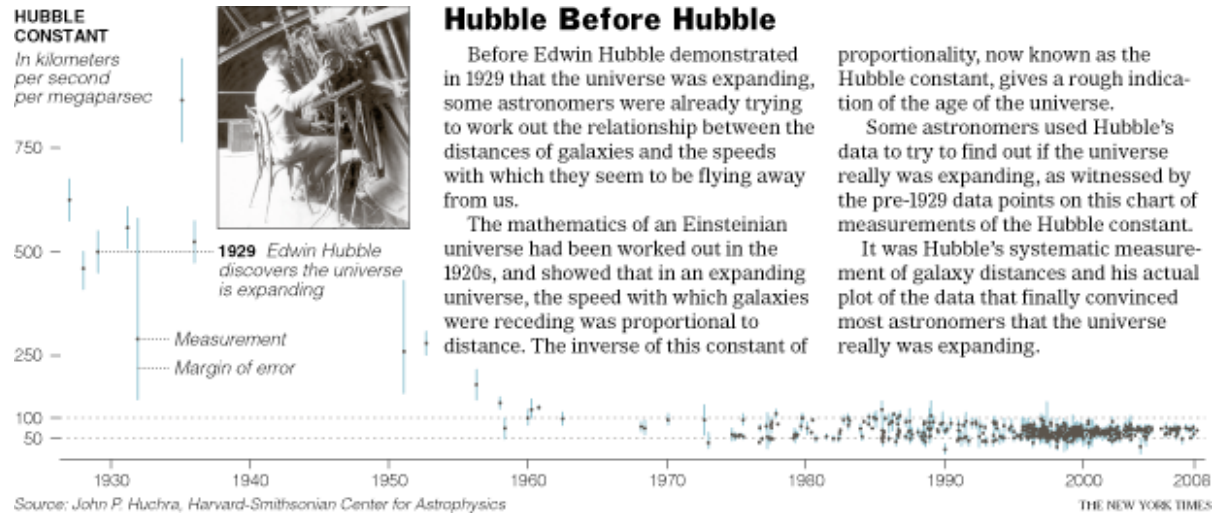 HUBBLE
CONSTANT
In kilometers
per second
per megaparsec
750
500
250
100
50
1929 Edwin Hubble
discovers the universe
is expanding
Measurement
Margin of error
1930
1940
1950
1960
1970
1980
1990
2000
2008
Hubble Before Hubble
Before Edwin Hubble demonstrated
in 1929 that the universe was expanding,
some astronomers were already trying
to work out the relationship between the
distances of galaxies and the speeds
with which they seem to be flying away
from us.
The mathematics of an Einsteinian
universe had been worked out in the
1920s, and showed that in an expanding
universe, the speed with which galaxies
were receding was proportional to
distance. The inverse of this constant of
proportionality, now known as the
Hubble constant, gives a rough indica-
tion of the age of the universe.
Some astronomers used Hubble's
data to try to find out if the universe
really was expanding, as witnessed by
the pre-1929 data points on this chart of
measurements of the Hubble constant.
It was Hubble's systematic measure-
ment of galaxy distances and his actual
plot of the data that finally convinced
most astronomers that the universe
really was expanding.
Source: John P. Huchra, Harvard-Smithsonian Center for Astrophysics
THE NEW YORK TIMES